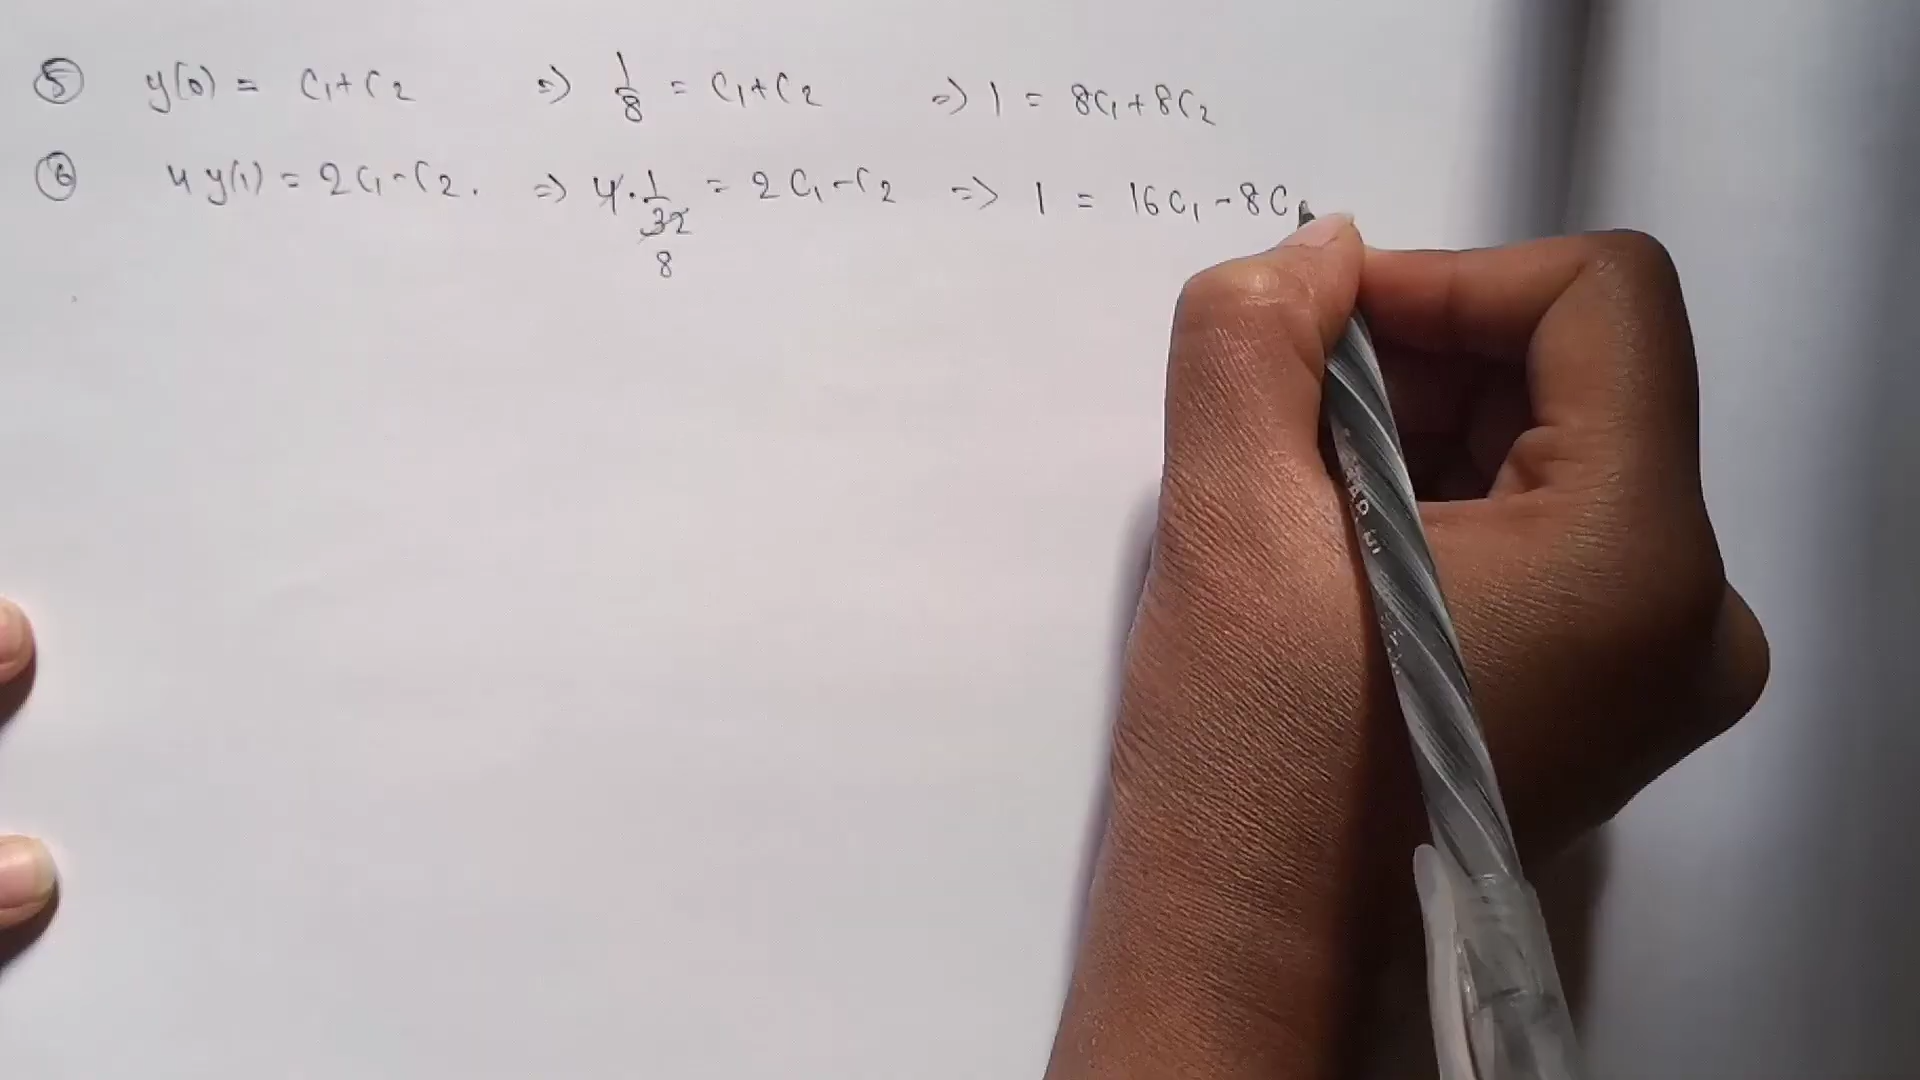 ⑤ y(0) = C₁+C₂ ⇒ 1/8 = C₁+C₂ ⇒ 1 = 8C₁+8C₂
⑥ 4 y(1) = 2C₁-C₂. ⇒ 4·1/32 = 2C₁-C₂ ⇒ 1 = 16C₁-8C
8